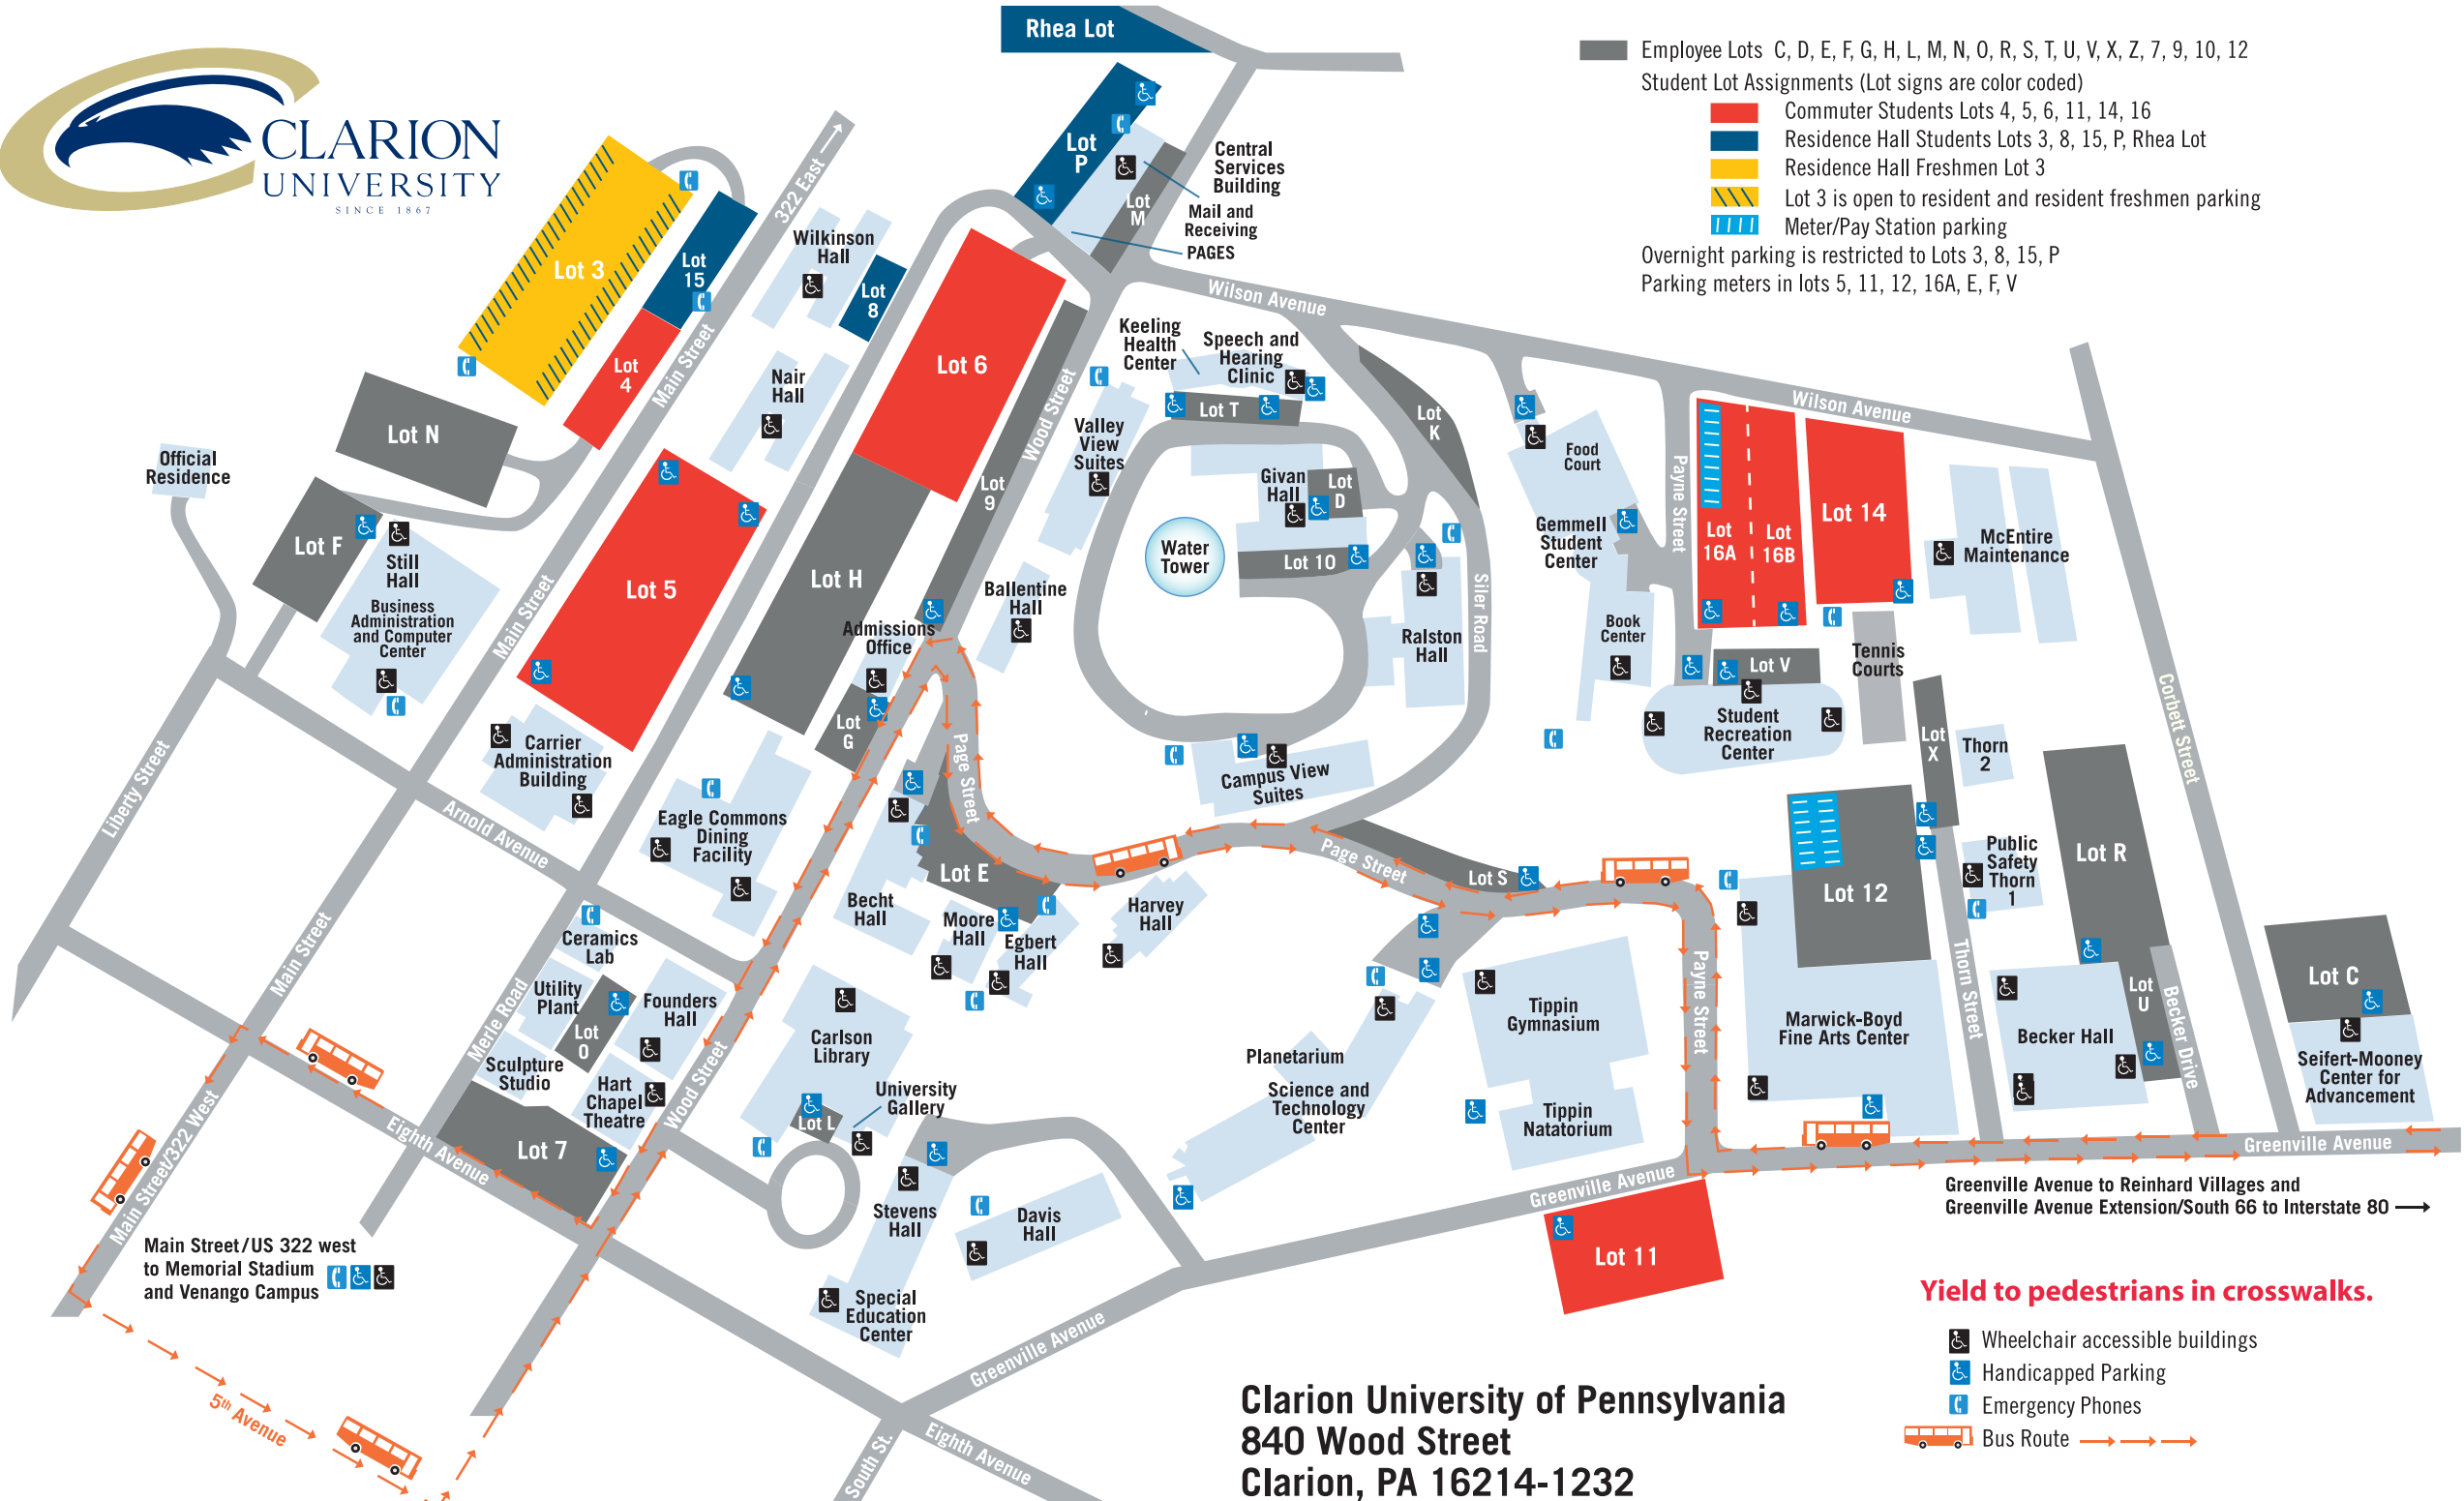 CLARION
UNIVERSITY
SINCE 1867
Rhea Lot
Employee Lots C, D, E, F, G, H, L, M, N, O, R, S, T, U, V, X, Z, 7, 9, 10, 12
Student Lot Assignments (Lot signs are color coded)
Commuter Students Lots 4, 5, 6, 11, 14, 16
Residence Hall Students Lots 3, 8, 15, P, Rhea Lot
Residence Hall Freshmen Lot 3
Lot 3 is open to resident and resident freshmen parking
Meter/Pay Station parking
Overnight parking is restricted to Lots 3, 8, 15, P
Parking meters in lots 5, 11, 12, 16A, E, F, V
Lot
P
Central
Services
Building
Lot
M
Mail and
Receiving
PAGES
322 East
Wilkinson
Hall
Lot 3
Lot
15
Lot
8
Lot
4
Main Street
Lot 6
Nair
Hall
Wood Street
Wilson Avenue
Keeling
Health
Center
Speech and
Hearing
Clinic
Lot T
Lot
K
Wilson Avenue
Lot N
Official
Residence
Lot F
Still
Hall
Business
Administration
and Computer
Center
Main Street
Lot 5
Lot H
Lot
9
Valley
View
Suites
Givan
Hall
Lot
D
Water
Tower
Lot 10
Food
Court
Gemmell
Student
Center
Payne Street
Lot
16A
Lot
16B
Lot 14
McEntire
Maintenance
Ballentine
Hall
Admissions
Office
Ralston
Hall
Siler Road
Book
Center
Lot V
Tennis
Courts
Corbett Street
Lot
G
Carrier
Administration
Building
Page Street
Campus View
Suites
Student
Recreation
Center
Lot
X
Thorn
2
Liberty Street
Arnold Avenue
Eagle Commons
Dining
Facility
Lot E
Page Street
Lot S
Lot 12
Public
Safety
Thorn
1
Lot R
Becht
Hall
Moore
Hall
Egbert
Hall
Harvey
Hall
Ceramics
Lab
Main Street
Utility
Plant
Lot
O
Founders
Hall
Merle Road
Sculpture
Studio
Hart
Chapel
Theatre
Wood Street
Carlson
Library
University
Gallery
Lot L
Planetarium
Science and
Technology
Center
Tippin
Gymnasium
Tippin
Natatorium
Payne Street
Marwick-Boyd
Fine Arts Center
Thorn Street
Becker Hall
Lot
U
Becker Drive
Lot C
Seifert-Mooney
Center for
Advancement
Lot 7
Eighth Avenue
Main Street/322 West
Stevens
Hall
Davis
Hall
Special
Education
Center
Greenville Avenue
Greenville Avenue
Greenville Avenue
Lot 11
Greenville Avenue to Reinhard Villages and
Greenville Avenue Extension/South 66 to Interstate 80
Main Street/US 322 west
to Memorial Stadium
and Venango Campus
5th Avenue
South St.
Eighth Avenue
Clarion University of Pennsylvania
840 Wood Street
Clarion, PA 16214-1232
Yield to pedestrians in crosswalks.
Wheelchair accessible buildings
Handicapped Parking
Emergency Phones
Bus Route